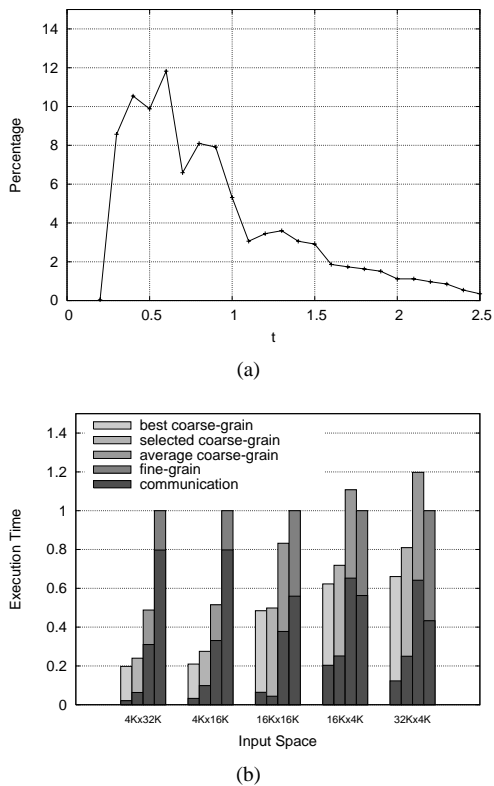 14
12
10
8
6
4
2
0
Percentage
0 0.5 1 1.5 2 2.5
t
(a)
best coarse-grain
selected coarse-grain
average coarse-grain
fine-grain
communication
1.4
1.2
1
0.8
0.6
0.4
0.2
0
Execution Time
4Kx32K 4Kx16K 16Kx16K 16Kx4K 32Kx4K
Input Space
(b)